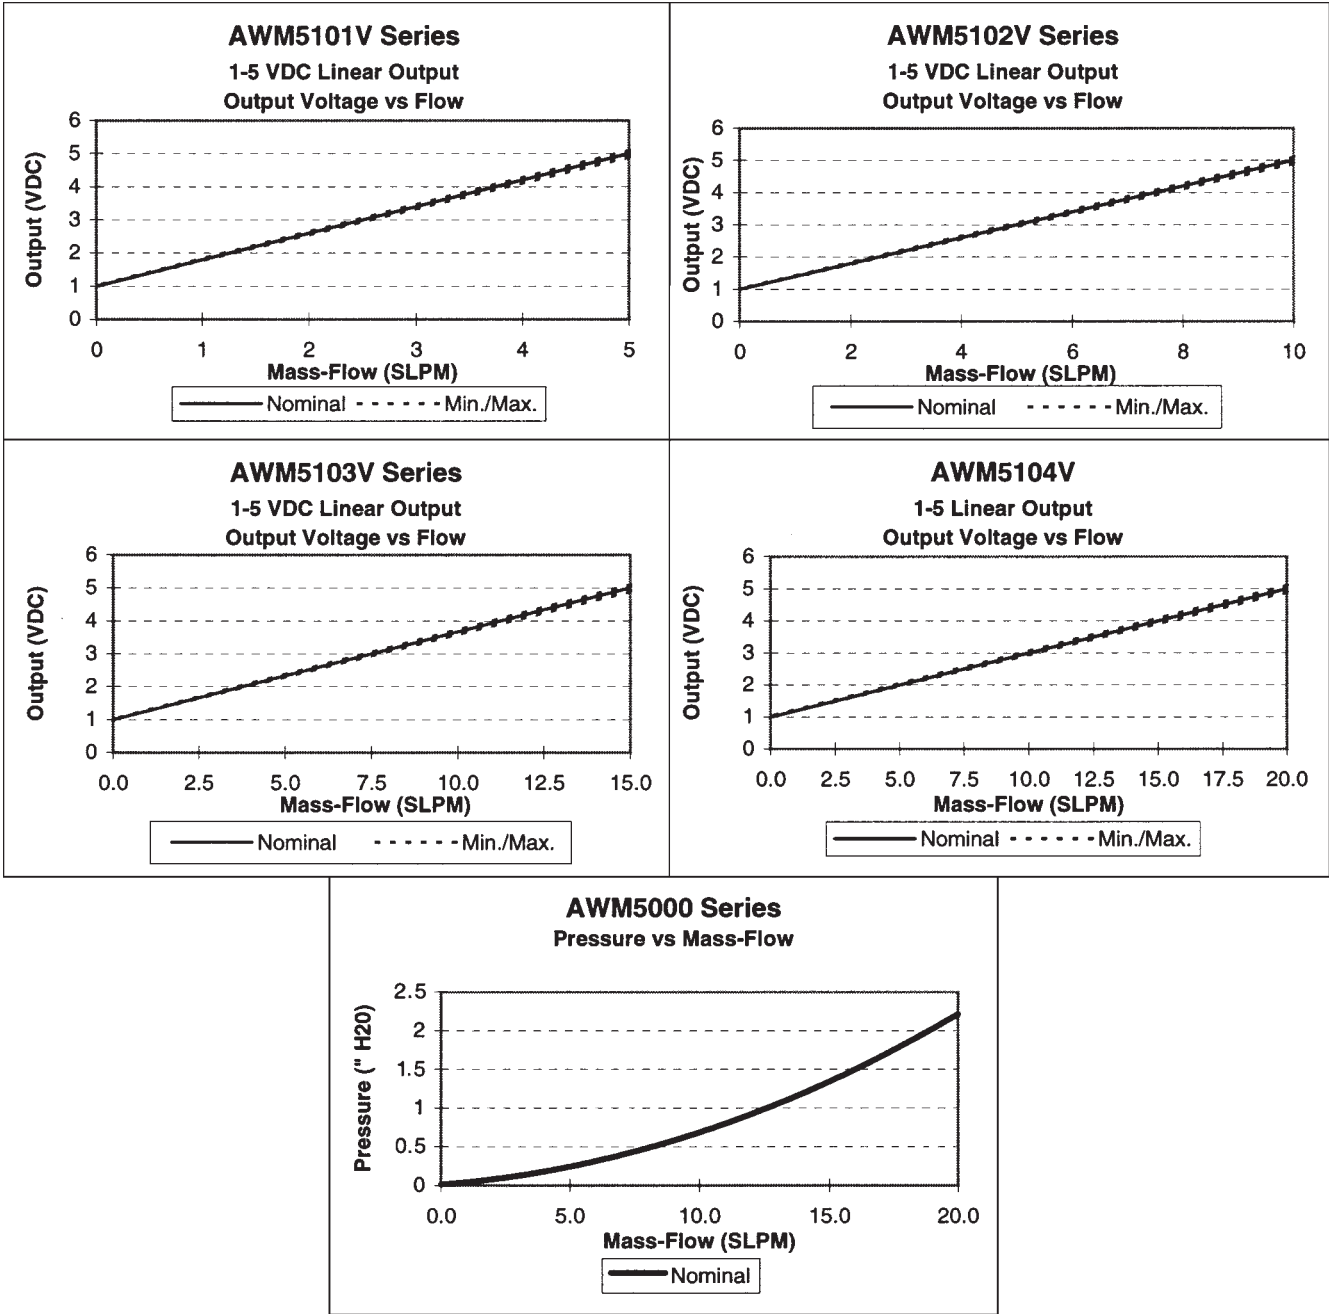 AWM5101V Series
1-5 VDC Linear Output
Output Voltage vs Flow
Output (VDC)
6
5
4
3
2
1
0
0 1 2 3 4 5
Mass-Flow (SLPM)
Nominal Min./Max.
AWM5102V Series
1-5 VDC Linear Output
Output Voltage vs Flow
Output (VDC)
6
5
4
3
2
1
0
0 2 4 6 8 10
Mass-Flow (SLPM)
Nominal Min./Max.
AWM5103V Series
1-5 VDC Linear Output
Output Voltage vs Flow
Output (VDC)
6
5
4
3
2
1
0
0.0 2.5 5.0 7.5 10.0 12.5 15.0
Mass-Flow (SLPM)
Nominal Min./Max.
AWM5104V
1-5 Linear Output
Output Voltage vs Flow
Output (VDC)
6
5
4
3
2
1
0
0.0 2.5 5.0 7.5 10.0 12.5 15.0 17.5 20.0
Mass-Flow (SLPM)
Nominal Min./Max.
AWM5000 Series
Pressure vs Mass-Flow
Pressure (" H20)
2.5
2
1.5
1
0.5
0
0.0 5.0 10.0 15.0 20.0
Mass-Flow (SLPM)
Nominal